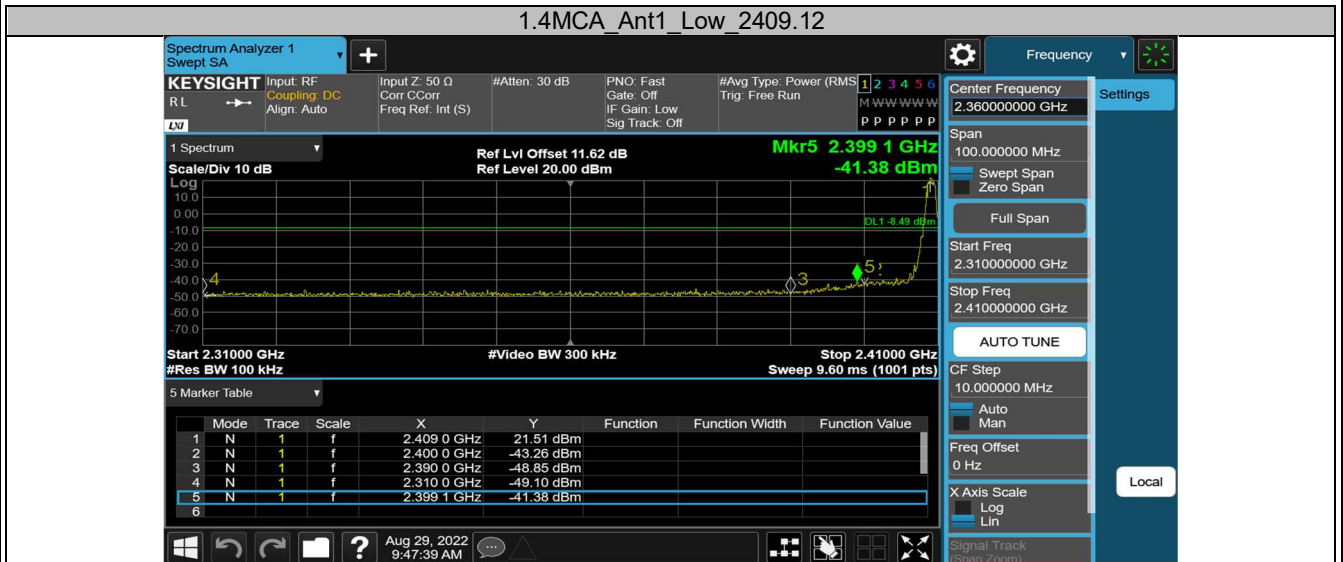 1.4MCA_Ant1_Low_2409.12
Spectrum Analyzer 1
Swept SA
Frequency
KEYSIGHT
R L
LXI
Input: RF
Coupling: DC
Align: Auto
Input Z: 50 Ω
Corr CCorr
Freq Ref: Int (S)
#Atten: 30 dB
PNO: Fast
Gate: Off
IF Gain: Low
Sig Track: Off
#Avg Type: Power (RMS
Trig: Free Run
1 2 3 4 5 6
M W W W W W
P P P P P P
1 Spectrum
Scale/Div 10 dB
Ref Lvl Offset 11.62 dB
Ref Level 20.00 dBm
Mkr5 2.399 1 GHz
-41.38 dBm
Log
10.0
0.00
-10.0
-20.0
-30.0
-40.0
-50.0
-60.0
-70.0
DL1 -8.49 dBm
4
3
5
1
Start 2.31000 GHz
#Video BW 300 kHz
Stop 2.41000 GHz
#Res BW 100 kHz
Sweep 9.60 ms (1001 pts)
5 Marker Table
Mode Trace Scale X Y Function Function Width Function Value
1 N 1 f 2.409 0 GHz 21.51 dBm
2 N 1 f 2.400 0 GHz -43.26 dBm
3 N 1 f 2.390 0 GHz -48.85 dBm
4 N 1 f 2.310 0 GHz -49.10 dBm
5 N 1 f 2.399 1 GHz -41.38 dBm
6
Aug 29, 2022
9:47:39 AM
Center Frequency
2.360000000 GHz
Settings
Span
100.000000 MHz
Swept Span
Zero Span
Full Span
Start Freq
2.310000000 GHz
Stop Freq
2.410000000 GHz
AUTO TUNE
CF Step
10.000000 MHz
Auto
Man
Freq Offset
0 Hz
X Axis Scale
Log
Lin
Local
Signal Track
(Span Zoom)